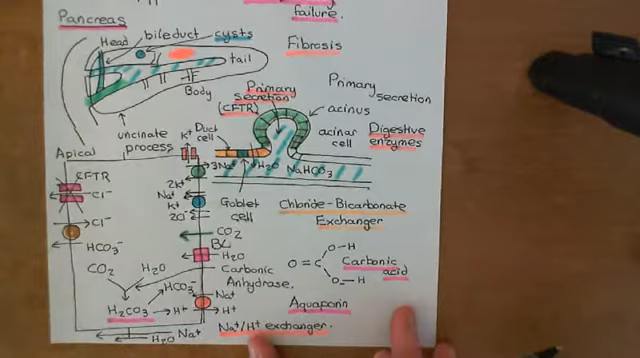 failure.
Pancreas
Head
bileduct
cysts
tail
Body
uncinate
process
Fibrosis
Primary
secretion
(CFTR)
Primary
secretion
acinus
acinar
cell
Digestive
enzymes
Duct
cell
K+
Apical
3Na+
H2O
NaHCO3
2K+
CFTR
Cl-
Na+
K+
2Cl-
Goblet
cell
Chloride-Bicarbonate
Exchanger
Cl-
HCO3-
CO2
BL
H2O
CO2
H2O
Carbonic
Anhydrase.
HCO3-
O=C
O-H
O-H
Carbonic
acid
Na+
H2CO3
H+
H+
Aquaporin
Na+
H2O
Na+/H+ exchanger.